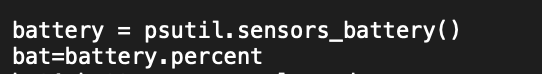 battery = psutil.sensors_battery()
bat=battery.percent